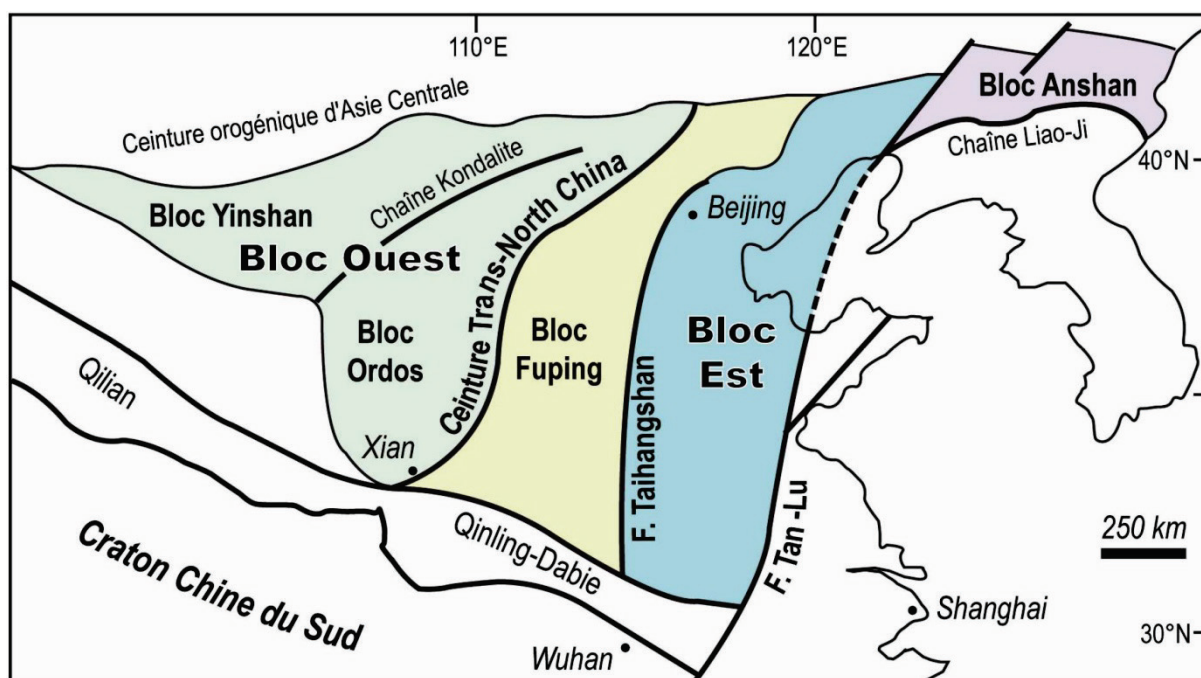 110°E
120°E
Ceinture orogénique d'Asie Centrale
Bloc Anshan
Chaîne Liao-Ji
40°N
Chaîne Kondalite
Bloc Yinshan
Bloc Ouest
Beijing
Ceinture Trans-North China
Bloc
Ordos
Bloc
Fuping
Bloc
Est
Qilian
Xian
F. Taihangshan
Qinling-Dabie
F. Tan -Lu
250 km
Craton Chine du Sud
Shanghai
Wuhan
30°N